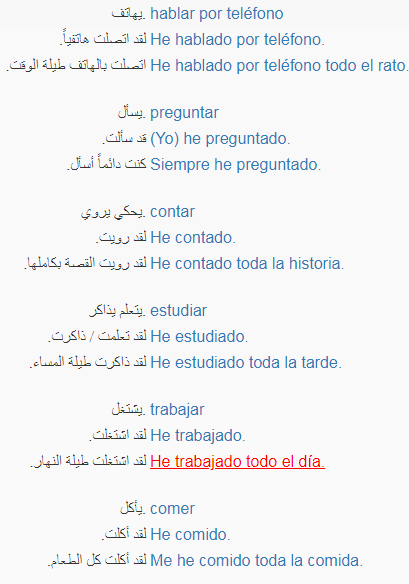 يهاتف. hablar por teléfono
لقد اتصلت هاتفياً. He hablado por teléfono.
اتصلت بالهاتف طيلة الوقت. He hablado por teléfono todo el rato.
يسأل. preguntar
قد سألت. (Yo) he preguntado.
كنت دائماً أسأل. Siempre he preguntado.
يحكي يروي. contar
لقد رويت. He contado.
لقد رويت القصة بكاملها. He contado toda la historia.
يتعلم يذاكر. estudiar
لقد تعلمت / ذاكرت. He estudiado.
لقد ذاكرت طيلة المساء. He estudiado toda la tarde.
يشتغل. trabajar
لقد اشتغلت. He trabajado.
لقد اشتغلت طيلة النهار. He trabajado todo el día.
يأكل. comer
لقد أكلت. He comido.
لقد أكلت كل الطعام. Me he comido toda la comida.